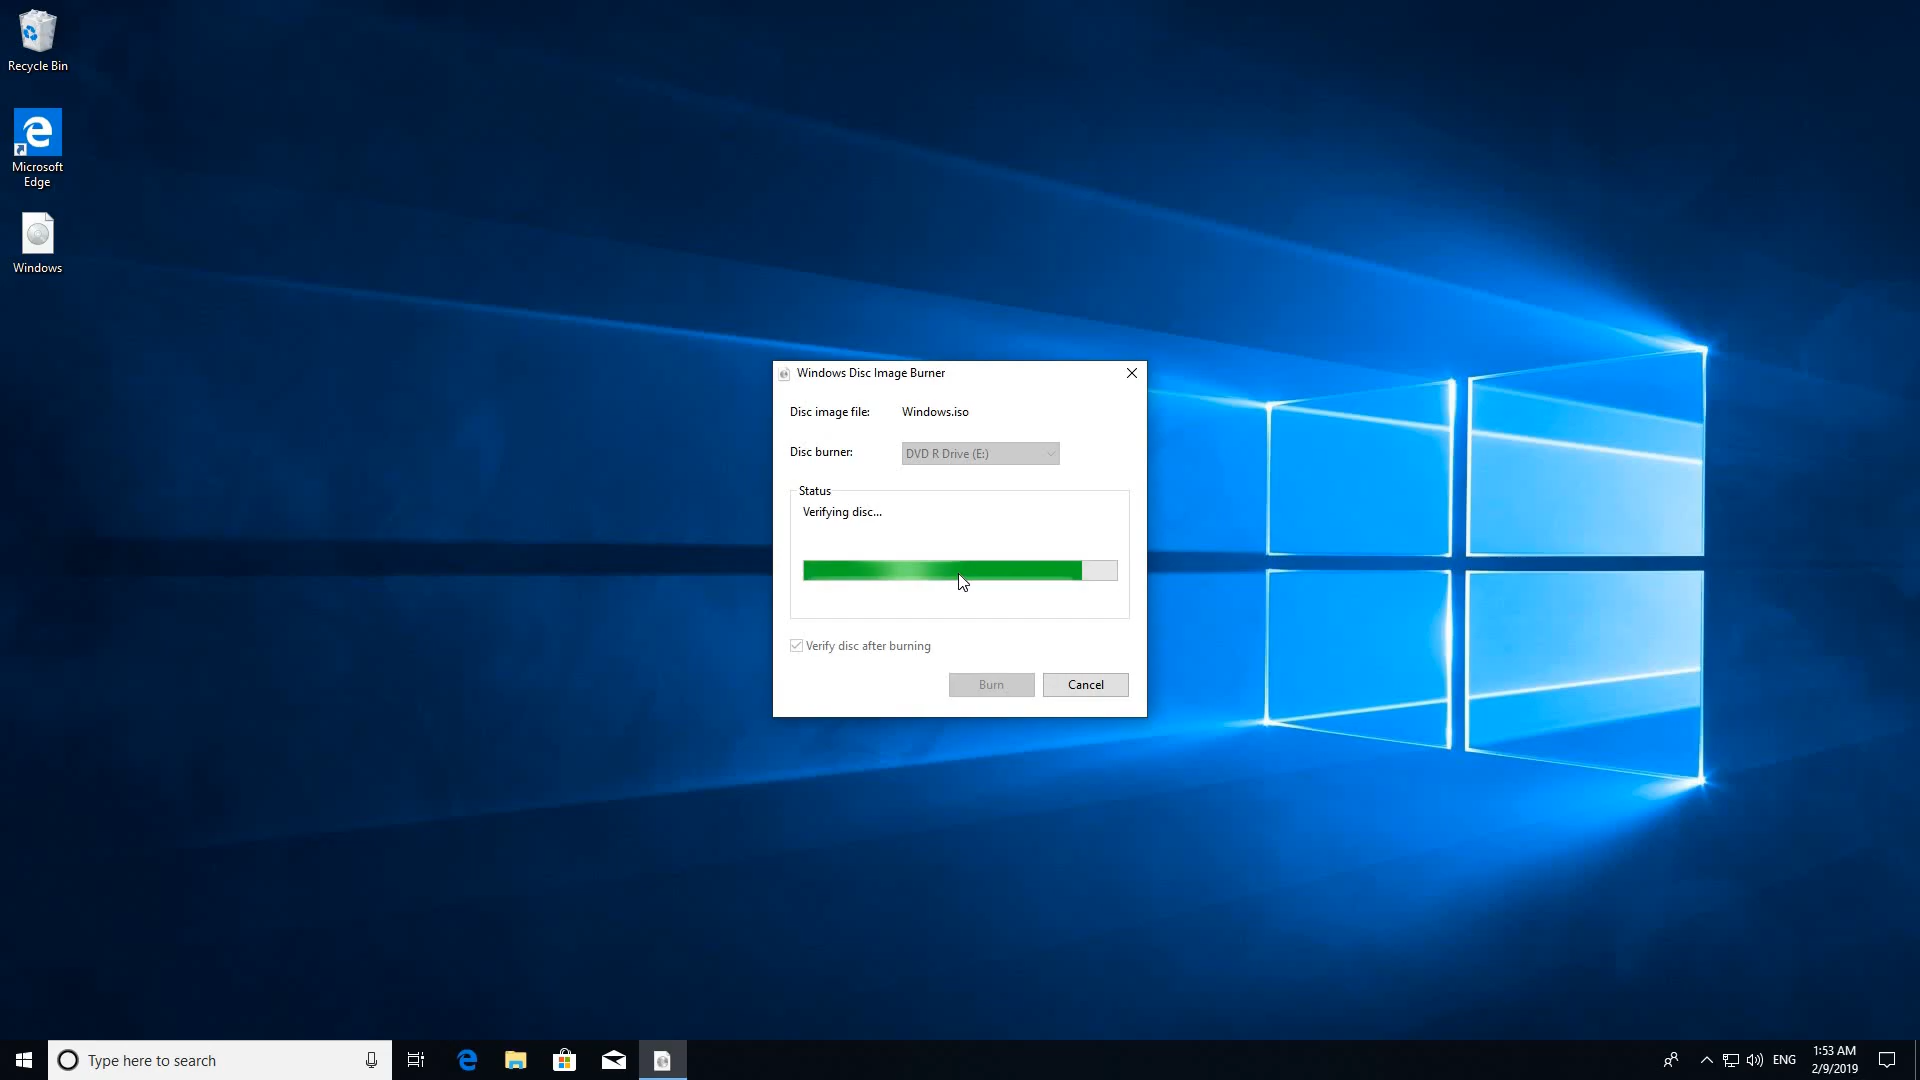 Recycle Bin
Microsoft
Edge
Windows
Windows Disc Image Burner
Disc image file: Windows.iso
Disc burner: DVD R Drive (E:)
Status
Verifying disc...
Verify disc after burning
Burn Cancel
Type here to search
ENG
1:53 AM
2/9/2019